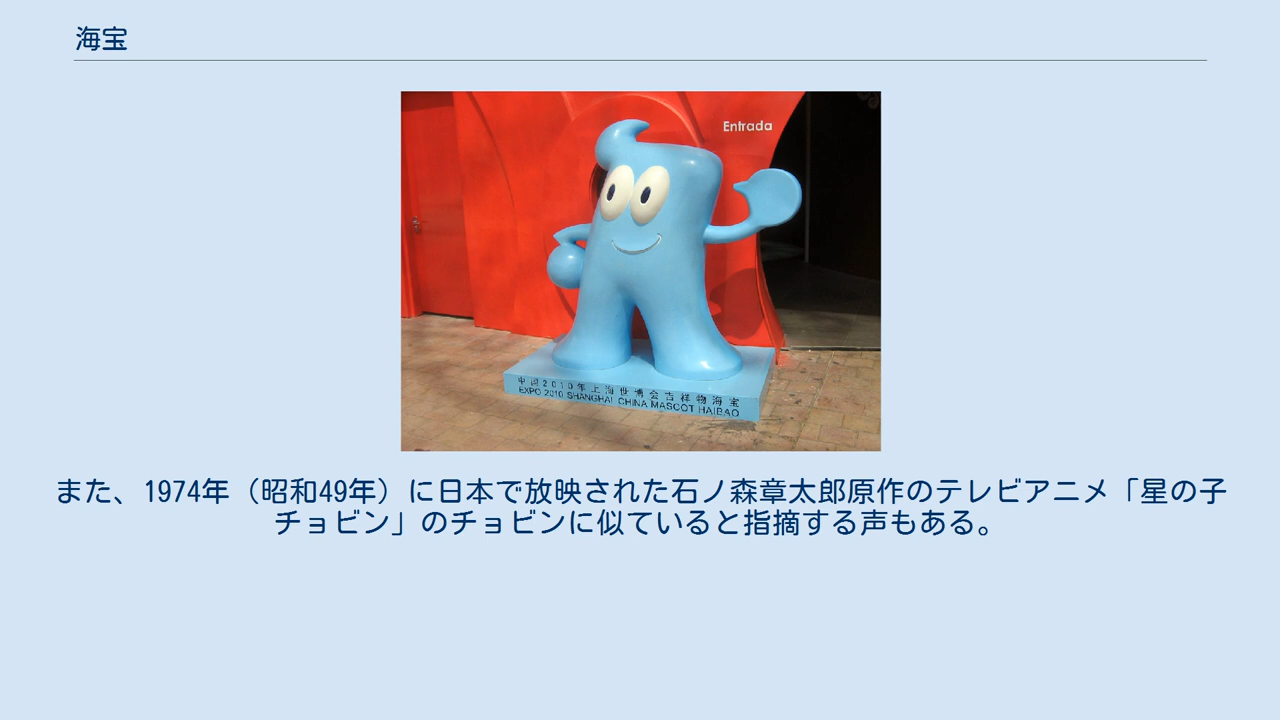 海宝
Entrada
中国2010年上海世博会吉祥物海宝
EXPO 2010 SHANGHAI CHINA MASCOT HAIBAO
また、1974年（昭和49年）に日本で放映された石ノ森章太郎原作のテレビアニメ「星の子
チョビン」のチョビンに似ていると指摘する声もある。